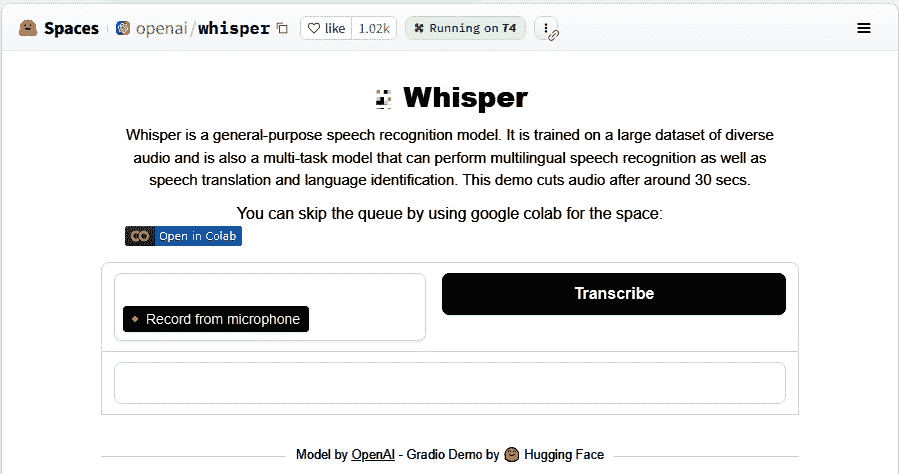 Spaces openai/whisper like 1.02k Running on T4
Whisper
Whisper is a general-purpose speech recognition model. It is trained on a large dataset of diverse
audio and is also a multi-task model that can perform multilingual speech recognition as well as
speech translation and language identification. This demo cuts audio after around 30 secs.
You can skip the queue by using google colab for the space:
Open in Colab
Transcribe
Record from microphone
Model by OpenAI - Gradio Demo by Hugging Face